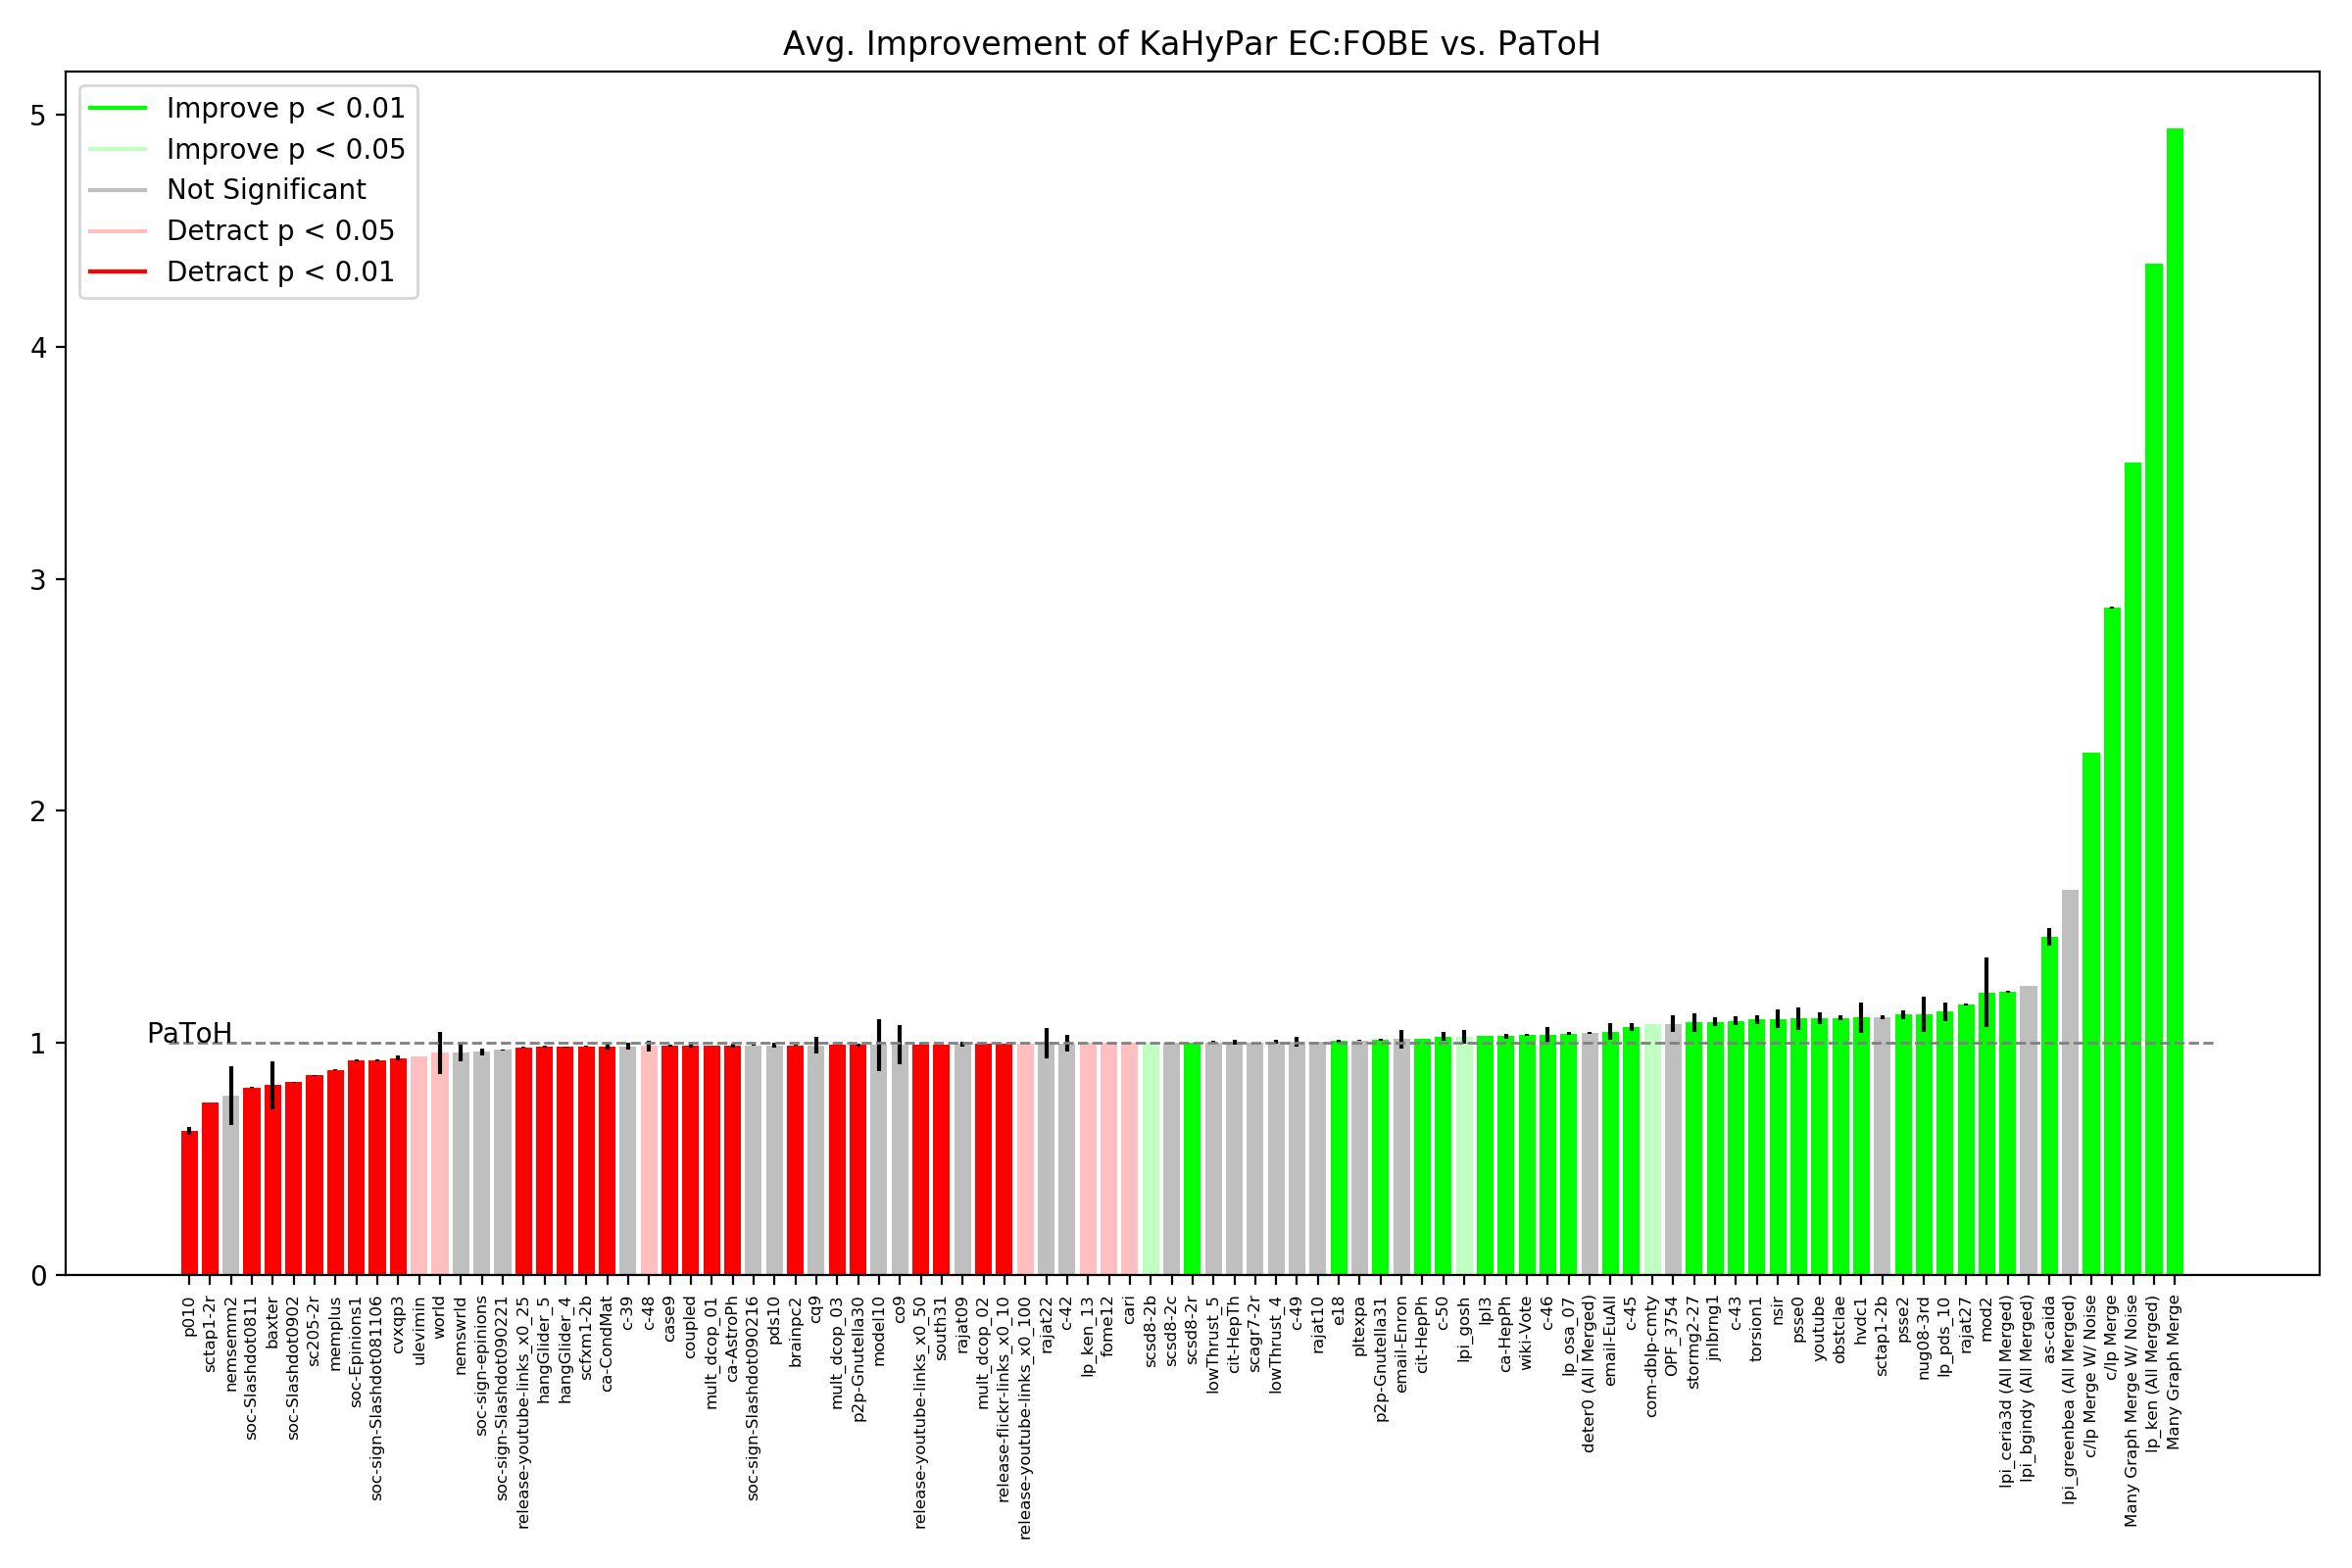 Avg. Improvement of KaHyPar EC:FOBE vs. PaToH
Improve p < 0.01
Improve p < 0.05
Not Significant
Detract p < 0.05
Detract p < 0.01
5
4
3
2
1
0
PaToH
p010
sctap1-2r
nemsemm2
soc-Slashdot0811
baxter
soc-Slashdot0902
sc205-2r
memplus
soc-Epinions1
soc-sign-Slashdot081106
cvxqp3
ulevimin
world
nemswrld
soc-sign-epinions
soc-sign-Slashdot090221
release-youtube-links_x0_25
hangGlider_5
hangGlider_4
scfxm1-2b
ca-CondMat
c-39
c-48
case9
coupled
mult_dcop_01
ca-AstroPh
soc-sign-Slashdot090216
pds10
brainpc2
cq9
mult_dcop_03
p2p-Gnutella30
model10
co9
release-youtube-links_x0_50
south31
rajat09
mult_dcop_02
release-flickr-links_x0_10
release-youtube-links_x0_100
rajat22
c-42
lp_ken_13
fome12
cari
scsd8-2b
scsd8-2c
scsd8-2r
lowThrust_5
cit-HepTh
scagr7-2r
lowThrust_4
c-49
rajat10
e18
pltexpa
p2p-Gnutella31
email-Enron
cit-HepPh
c-50
lpi_gosh
lpl3
ca-HepPh
wiki-Vote
c-46
lp_osa_07
deter0 (All Merged)
email-EuAll
c-45
com-dblp-cmty
OPF_3754
stormg2-27
jnlbrng1
c-43
torsion1
nsir
psse0
youtube
obstclae
hvdc1
sctap1-2b
psse2
nug08-3rd
lp_pds_10
rajat27
mod2
lpi_ceria3d (All Merged)
lpi_bgindy (All Merged)
as-caida
lpi_greenbea (All Merged)
c/lp Merge W/ Noise
c/lp Merge
Many Graph Merge W/ Noise
lp_ken (All Merged)
Many Graph Merge